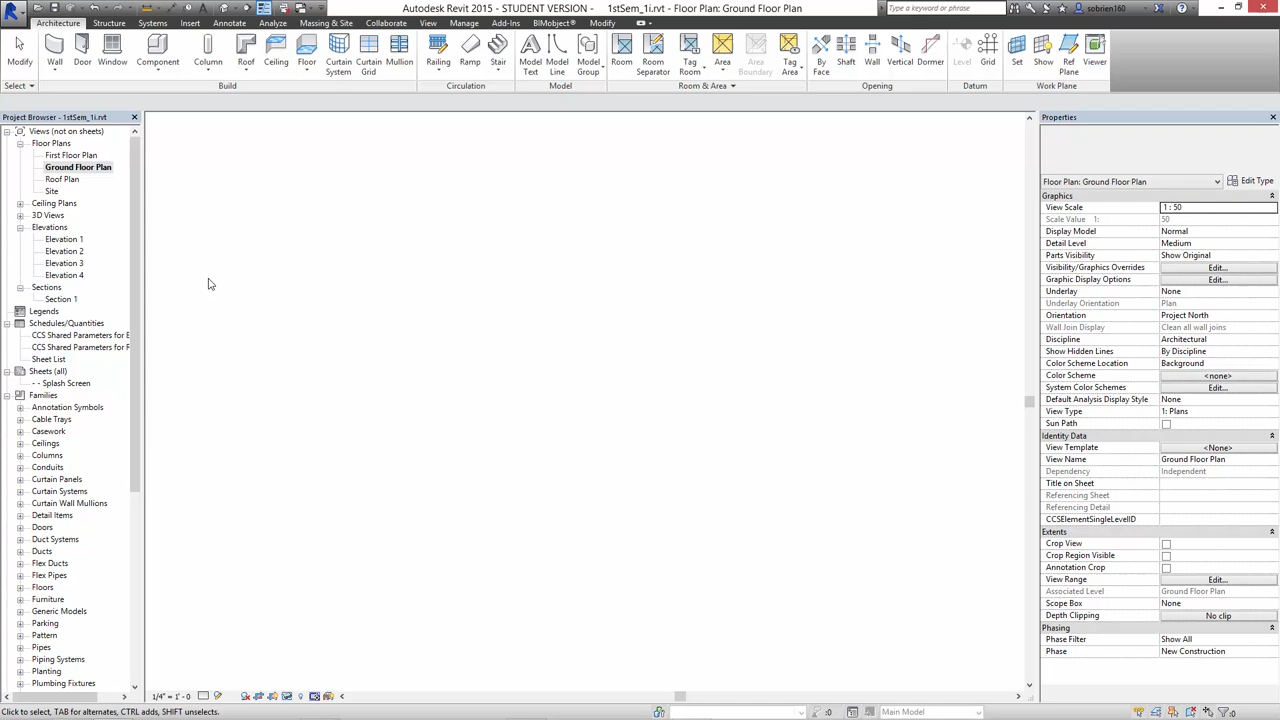 Autodesk Revit 2015 - STUDENT VERSION - 1stSem_1i.rvt - Floor Plan: Ground Floor Plan
Type a keyword or phrase
sobrien160
Architecture Structure Systems Insert Annotate Analyze Massing & Site Collaborate View Manage Add-Ins BIMobject® Modify
Modify Wall Door Window Component Column Roof Ceiling Floor Curtain System Curtain Grid Mullion Railing Ramp Stair Model Text Model Line Model Group Room Room Separator Tag Room Area Area Boundary Tag Area By Face Shaft Wall Vertical Dormer Level Grid Set Show Ref Plane Viewer
Select Build Circulation Model Room & Area Opening Datum Work Plane
Project Browser - 1stSem_1i.rvt
Views (not on sheets)
Floor Plans
First Floor Plan
Ground Floor Plan
Roof Plan
Site
Ceiling Plans
3D Views
Elevations
Elevation 1
Elevation 2
Elevation 3
Elevation 4
Sections
Section 1
Legends
Schedules/Quantities
CCS Shared Parameters for E
CCS Shared Parameters for F
Sheet List
Sheets (all)
- - Splash Screen
Families
Annotation Symbols
Cable Trays
Casework
Ceilings
Columns
Conduits
Curtain Panels
Curtain Systems
Curtain Wall Mullions
Detail Items
Doors
Duct Systems
Ducts
Flex Ducts
Flex Pipes
Floors
Furniture
Generic Models
Parking
Pattern
Pipes
Piping Systems
Planting
Plumbing Fixtures
Properties
Floor Plan: Ground Floor Plan Edit Type
Graphics
View Scale 1 : 50
Scale Value 1: 50
Display Model Normal
Detail Level Medium
Parts Visibility Show Original
Visibility/Graphics Overrides Edit...
Graphic Display Options Edit...
Underlay None
Underlay Orientation Plan
Orientation Project North
Wall Join Display Clean all wall joins
Discipline Architectural
Show Hidden Lines By Discipline
Color Scheme Location Background
Color Scheme <none>
System Color Schemes Edit...
Default Analysis Display Style None
View Type 1: Plans
Sun Path
Identity Data
View Template <None>
View Name Ground Floor Plan
Dependency Independent
Title on Sheet
Referencing Sheet
Referencing Detail
CCSElementSingleLevelID
Extents
Crop View
Crop Region Visible
Annotation Crop
View Range Edit...
Associated Level Ground Floor Plan
Scope Box None
Depth Clipping No clip
Phasing
Phase Filter Show All
Phase New Construction
1/4" = 1' - 0
Click to select, TAB for alternates, CTRL adds, SHIFT unselects. :0 Main Model :0